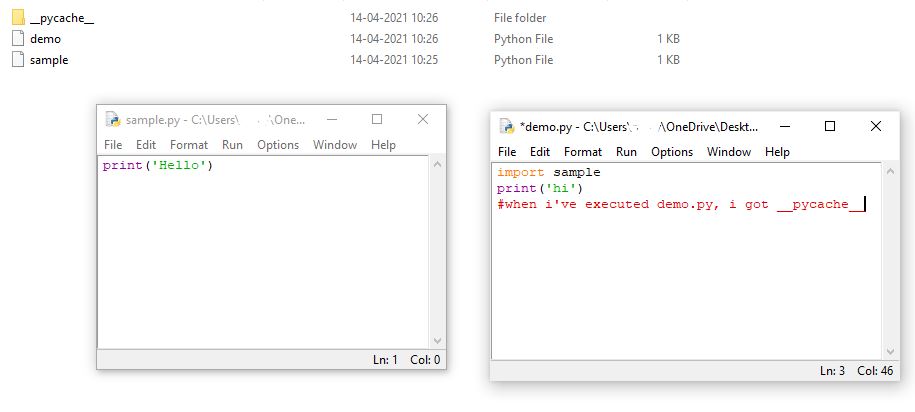 __pycache__ 14-04-2021 10:26 File folder
demo 14-04-2021 10:26 Python File 1 KB
sample 14-04-2021 10:25 Python File 1 KB
sample.py - C:\Users\ '\One...
File Edit Format Run Options Window Help
print('Hello')
Ln: 1 Col: 0
*demo.py - C:\Users\ \OneDrive\Deskt...
File Edit Format Run Options Window Help
import sample
print('hi')
#when i've executed demo.py, i got __pycache__
Ln: 3 Col: 46